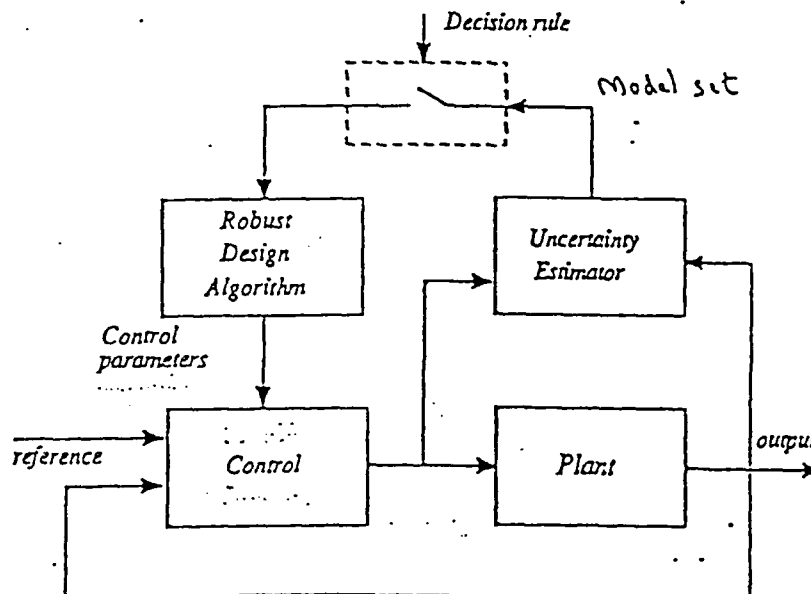 Decision rule
Model set
Robust
Design
Algorithm
Uncertainty
Estimator
Control
parameters
reference
Control
Plant
output